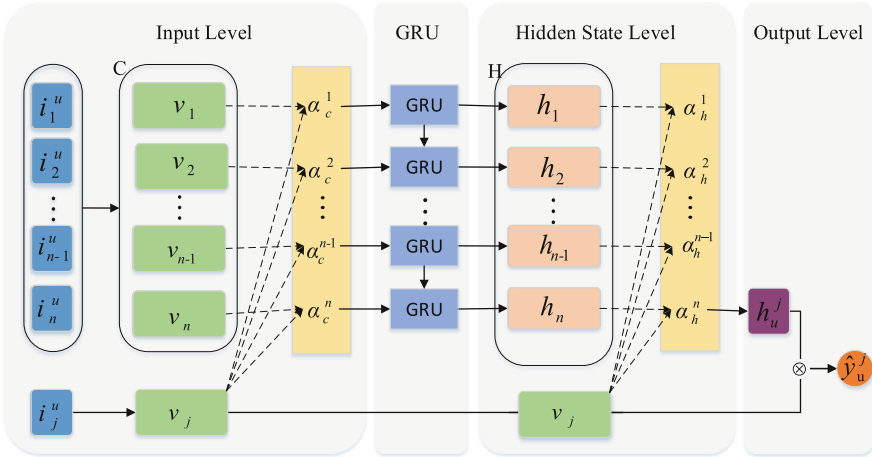 Input Level GRU Hidden State Level Output Level
C H
i_1^u v_1 α_c^1 GRU h_1 α_h^1
i_2^u v_2 α_c^2 GRU h_2 α_h^2
i_{n-1}^u v_{n-1} α_c^{n-1} GRU h_{n-1} α_h^{n-1}
i_n^u v_n α_c^n GRU h_n α_h^n h_u^j
⊗ ŷ_u^j
i_j^u v_j v_j